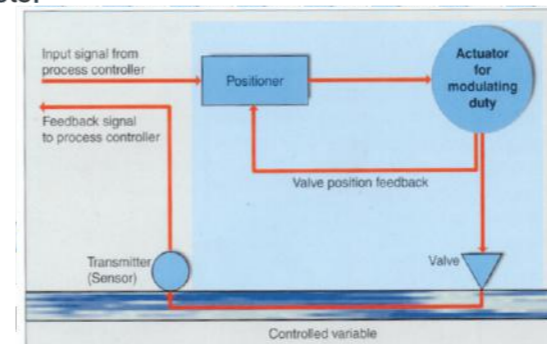 Input signal from
process controller
Positioner
Actuator
for
modulating
duty
Feedback signal
to process controller
Valve position feedback
Transmitter
(Sensor)
Valve
Controlled variable